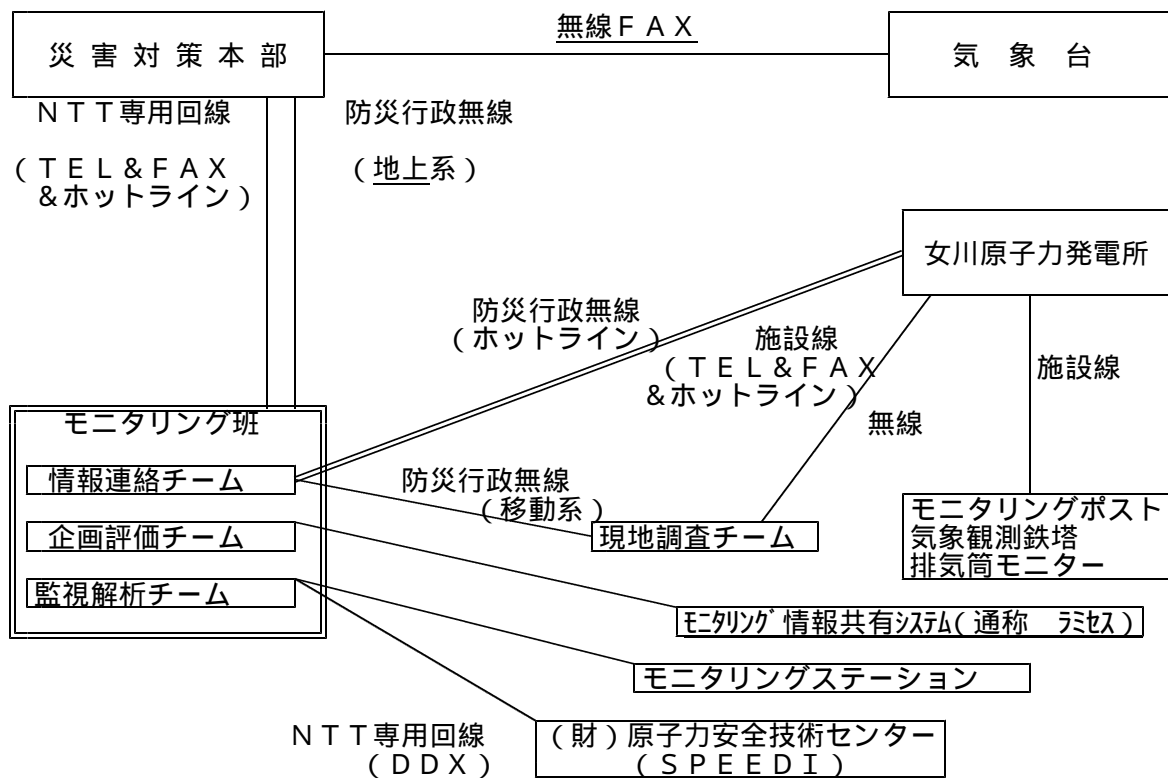 無線ＦＡＸ
災 害 対 策 本 部
気 象 台
ＮＴＴ専用回線
防災行政無線
(ＴＥＬ＆ＦＡＸ
＆ホットライン)
(地上系)
女川原子力発電所
防災行政無線
(ホットライン)
施設線
(ＴＥＬ＆ＦＡＸ
＆ホットライン)
施設線
無線
モニタリング班
情報連絡チーム
企画評価チーム
監視解析チーム
防災行政無線
(移動系)
現地調査チーム
モニタリングポスト
気象観測鉄塔
排気筒モニター
ﾓﾆﾀﾘﾝｸﾞ情報共有ｼｽﾃﾑ(通称 ﾗﾐｾｽ)
モニタリングステーション
ＮＴＴ専用回線
(ＤＤＸ)
(財)原子力安全技術センター
(ＳＰＥＥＤＩ)